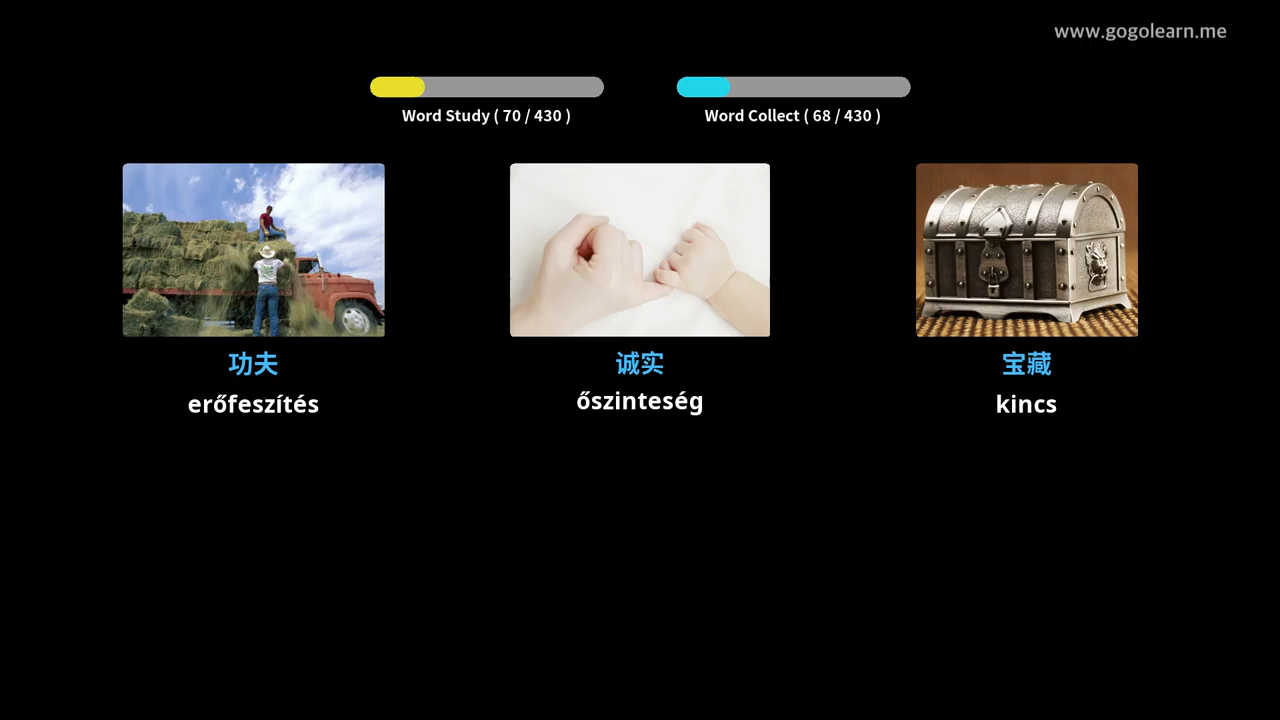 www.gogolearn.me
Word Study ( 70 / 430 )
Word Collect ( 68 / 430 )
功夫
诚实
宝藏
erőfeszítés
őszinteség
kincs